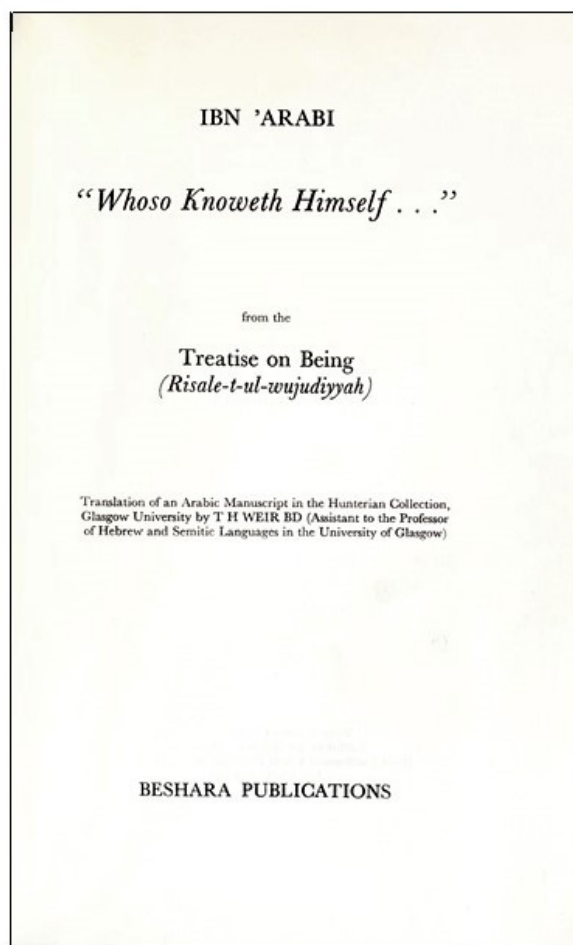 IBN ’ARABI
“Whoso Knoweth Himself . . .”
from the
Treatise on Being
(Risale-t-ul-wujudiyyah)
Translation of an Arabic Manuscript in the Hunterian Collection,
Glasgow University by T H WEIR BD (Assistant to the Professor
of Hebrew and Semitic Languages in the University of Glasgow)
BESHARA PUBLICATIONS